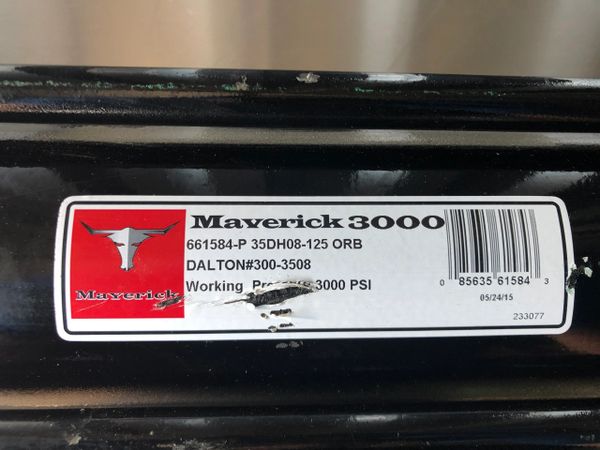 Maverick 3000
661584-P 35DH08-125 ORB
DALTON#300-3508
Working 3000 PSI
Maverick
0 85635 61584 3
05/24/15
233077